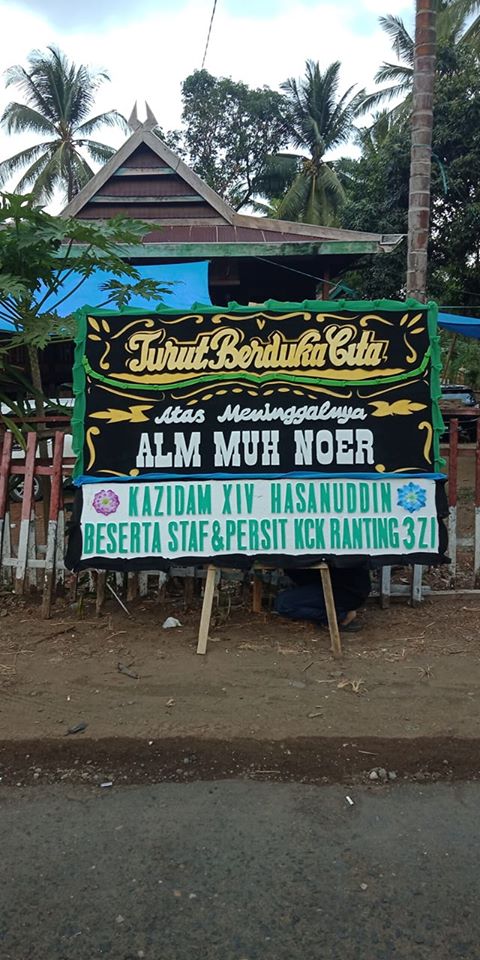 Turut Berduka Cita
Atas Meninggalnya
ALM MUH NOER
KAZIDAM XIV HASANUDDIN
BESERTA STAF&PERSIT KCK RANTING 3 ZI